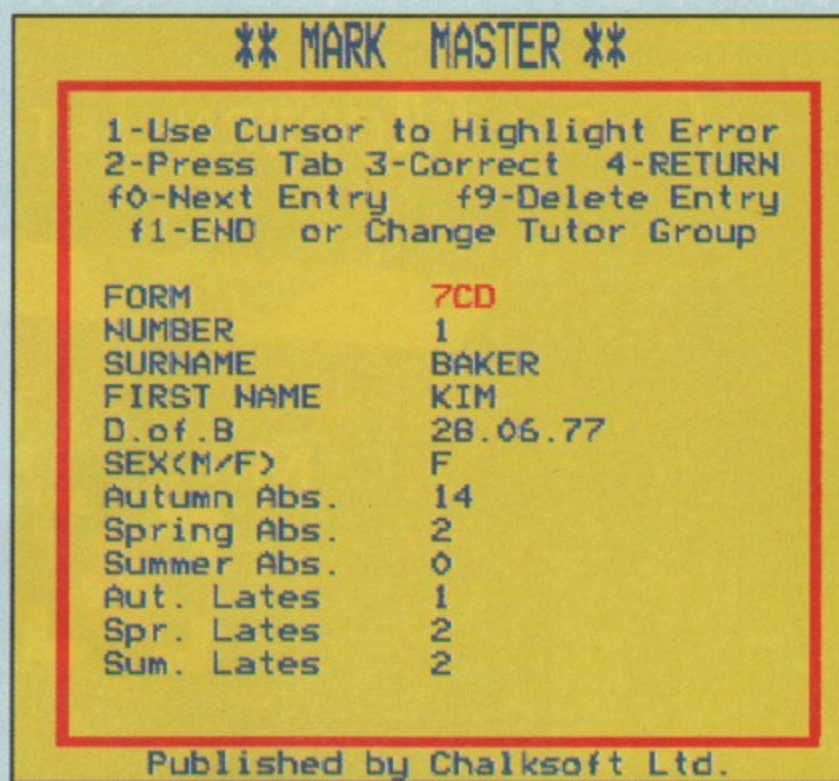 ** MARK MASTER **
1-Use Cursor to Highlight Error
2-Press Tab 3-Correct 4-RETURN
f0-Next Entry f9-Delete Entry
f1-END or Change Tutor Group
FORM 7CD
NUMBER 1
SURNAME BAKER
FIRST NAME KIM
D.of.B 28.06.77
SEX(M/F) F
Autumn Abs. 14
Spring Abs. 2
Summer Abs. 0
Aut. Lates 1
Spr. Lates 2
Sum. Lates 2
Published by Chalksoft Ltd.